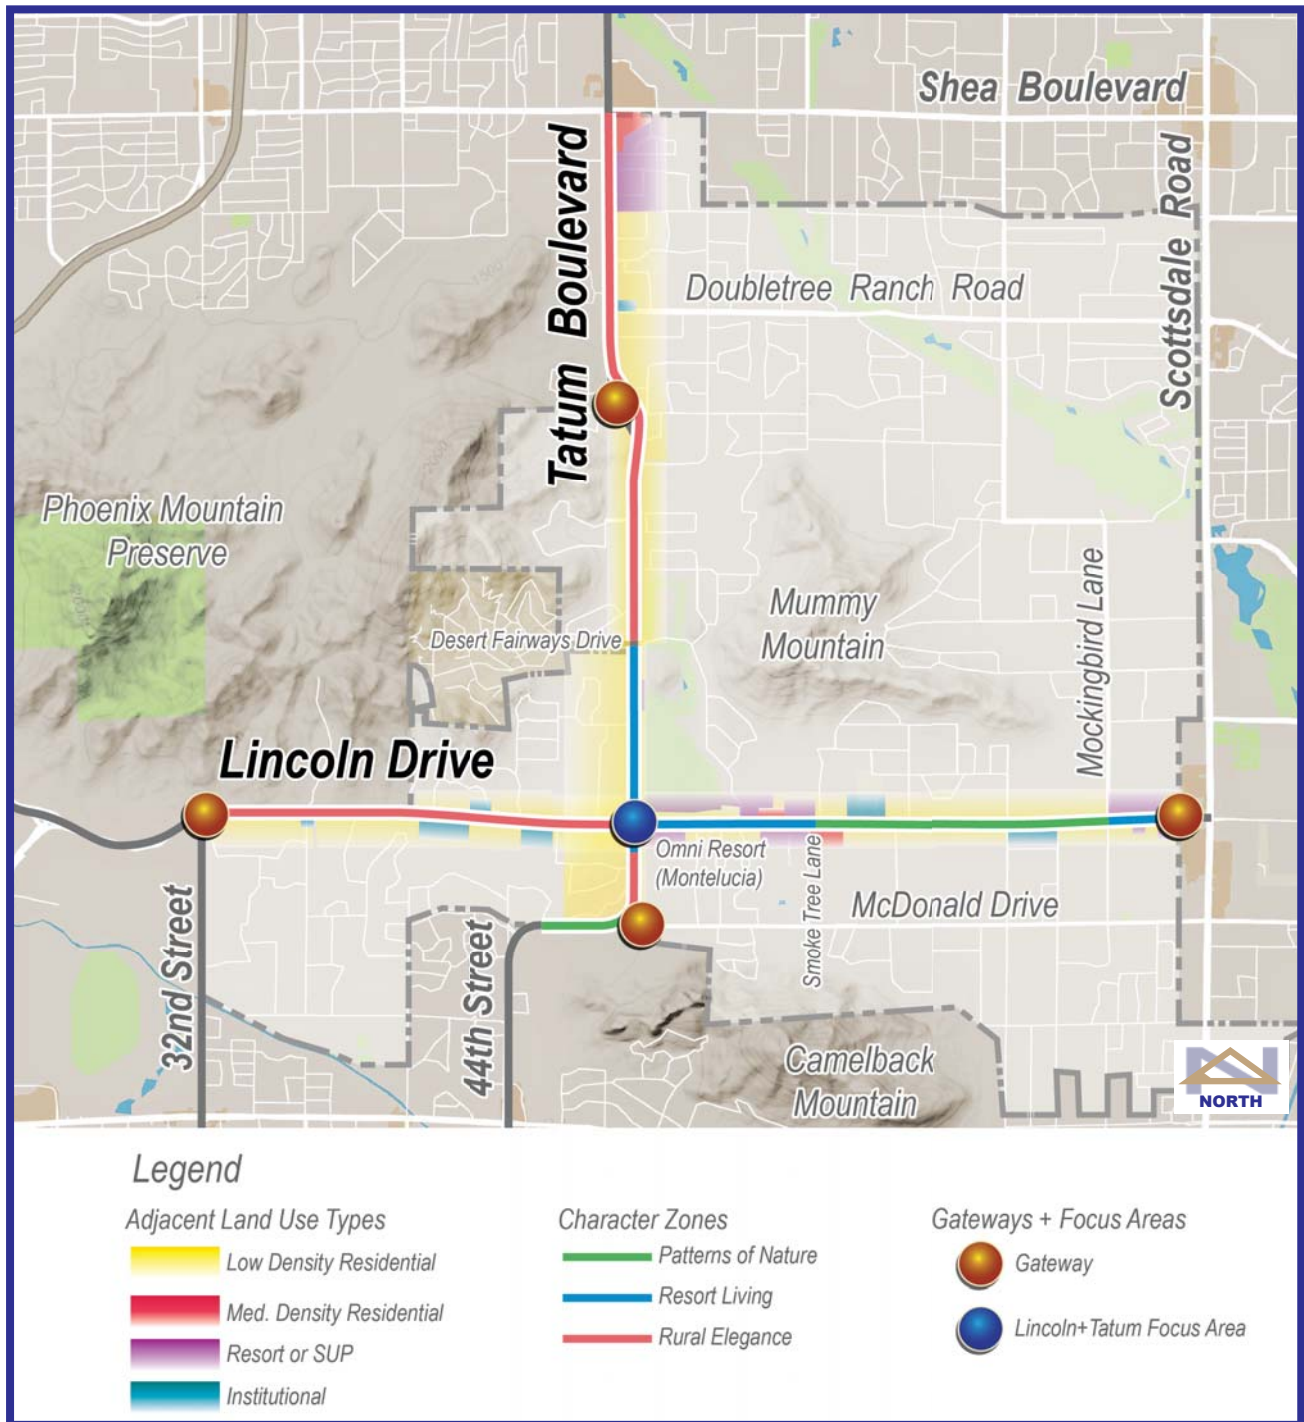 Shea Boulevard
Tatum Boulevard
Scottsdale Road
1500
Doubletree Ranch Road
2000
Phoenix Mountain
Preserve
Mummy
Mountain
Mockingbird Lane
Desert Fairways Drive
Lincoln Drive
Omni Resort
(Montelucia)
Smoke Tree Lane
McDonald Drive
32nd Street
44th Street
Camelback
Mountain
NORTH
Legend
Adjacent Land Use Types
Low Density Residential
Med. Density Residential
Resort or SUP
Institutional
Character Zones
Patterns of Nature
Resort Living
Rural Elegance
Gateways + Focus Areas
Gateway
Lincoln+Tatum Focus Area